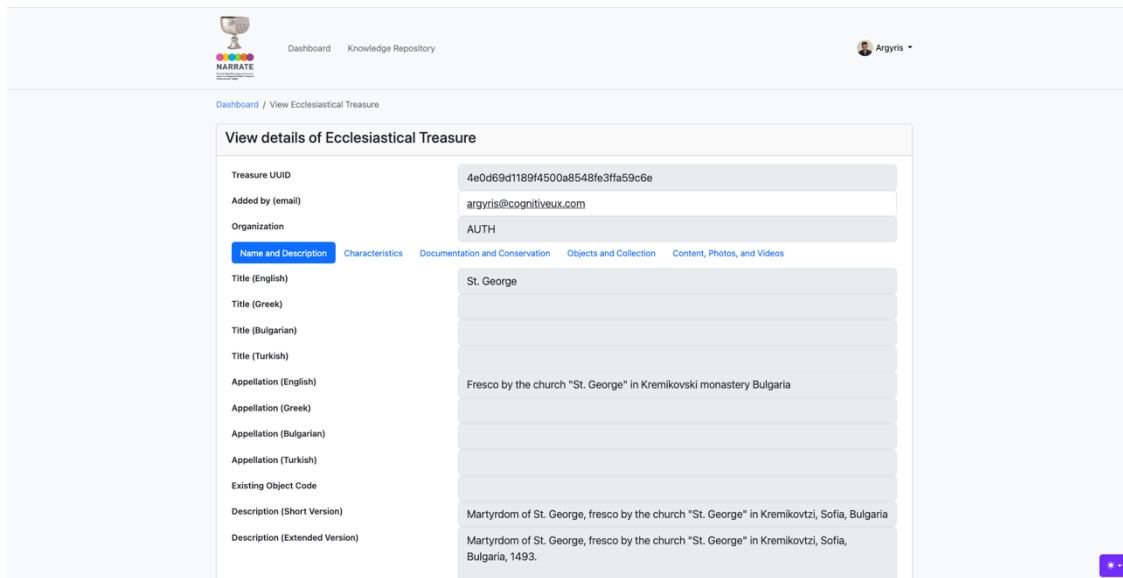 Dashboard Knowledge Repository
Argyris
NARRATE
Dashboard / View Ecclesiastical Treasure
View details of Ecclesiastical Treasure
Treasure UUID 4e0d69d1189f4500a8548fe3ffa59c6e
Added by (email) argyris@cognitiveux.com
Organization AUTH
Name and Description Characteristics Documentation and Conservation Objects and Collection Content, Photos, and Videos
Title (English) St. George
Title (Greek)
Title (Bulgarian)
Title (Turkish)
Appellation (English) Fresco by the church "St. George" in Kremikovski monastery Bulgaria
Appellation (Greek)
Appellation (Bulgarian)
Appellation (Turkish)
Existing Object Code
Description (Short Version) Martyrdom of St. George, fresco by the church "St. George" in Kremikovtzi, Sofia, Bulgaria
Description (Extended Version) Martyrdom of St. George, fresco by the church "St. George" in Kremikovtzi, Sofia,
Bulgaria, 1493.